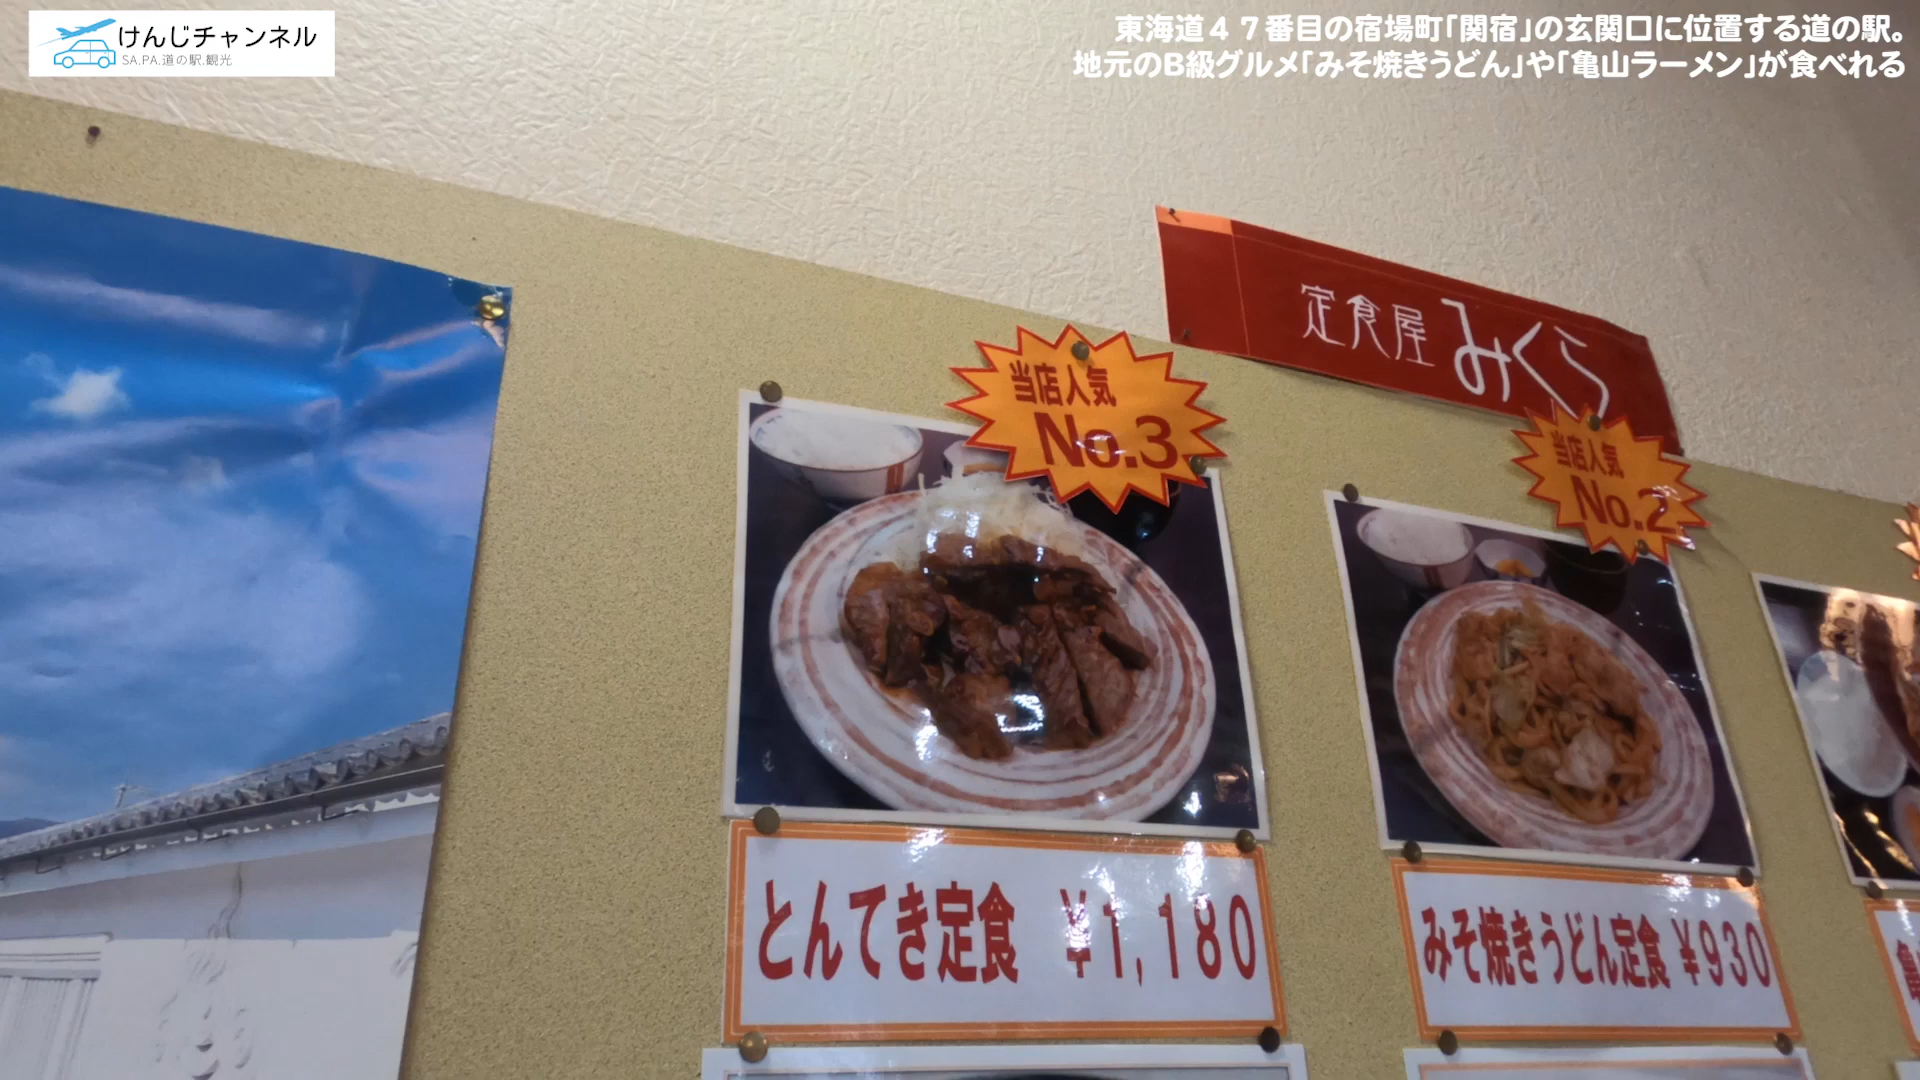 けんじチャンネル
SA.PA.道の駅.観光
東海道４７番目の宿場町「関宿」の玄関口に位置する道の駅。
地元のB級グルメ「みそ焼きうどん」や「亀山ラーメン」が食べれる
定食屋 みくら
当店人気
No.3
当店人気
No.2
とんてき定食 ￥1,180
みそ焼きうどん定食 ￥930